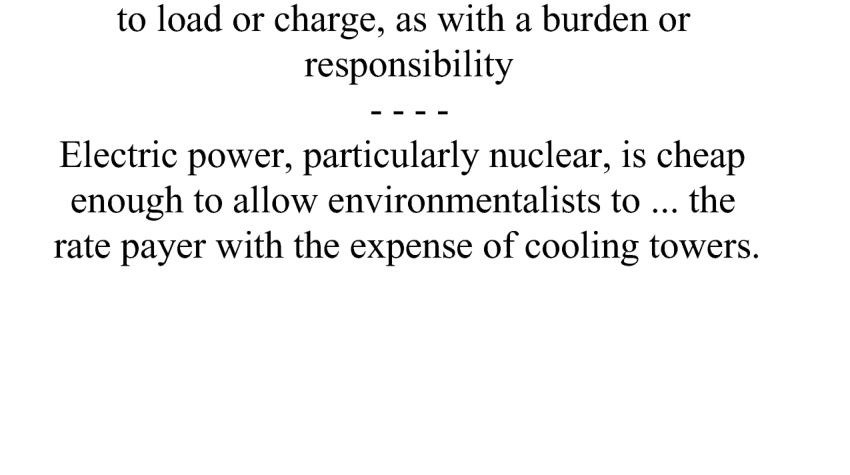 to load or charge, as with a burden or
responsibility
- - - -
Electric power, particularly nuclear, is cheap
enough to allow environmentalists to ... the
rate payer with the expense of cooling towers.